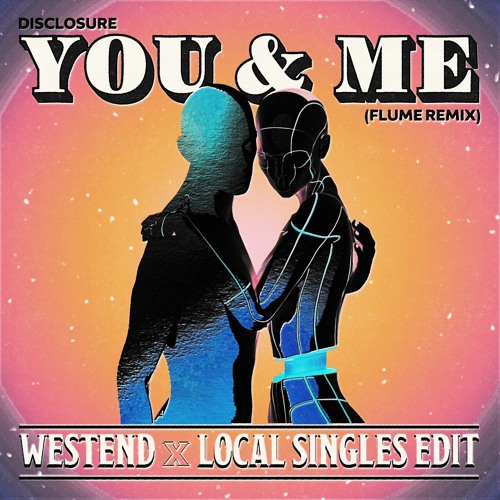 DISCLOSURE
YOU & ME
(FLUME REMIX)
WESTEND X LOCAL SINGLES EDIT